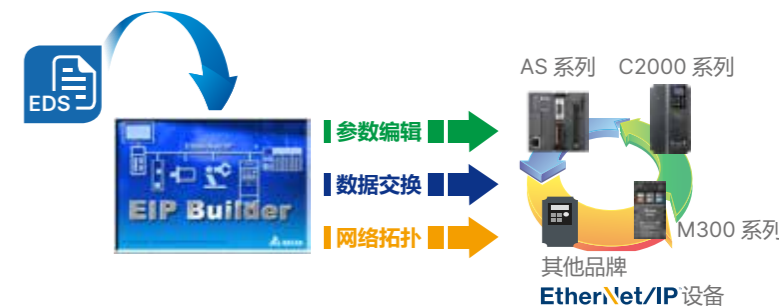 EDS
EIP Builder
参数编辑
数据交换
网络拓扑
AS 系列
C2000 系列
M300 系列
其他品牌
EtherNet/IP设备